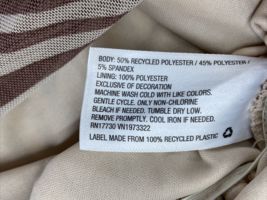 BODY: 50% RECYCLED POLYESTER / 45% POLYESTER /
5% SPANDEX
LINING: 100% POLYESTER
EXCLUSIVE OF DECORATION
MACHINE WASH COLD WITH LIKE COLORS.
GENTLE CYCLE. ONLY NON-CHLORINE
BLEACH IF NEEDED. TUMBLE DRY LOW.
REMOVE PROMPTLY. COOL IRON IF NEEDED.
RN17730 VN1973322
LABEL MADE FROM 100% RECYCLED PLASTIC